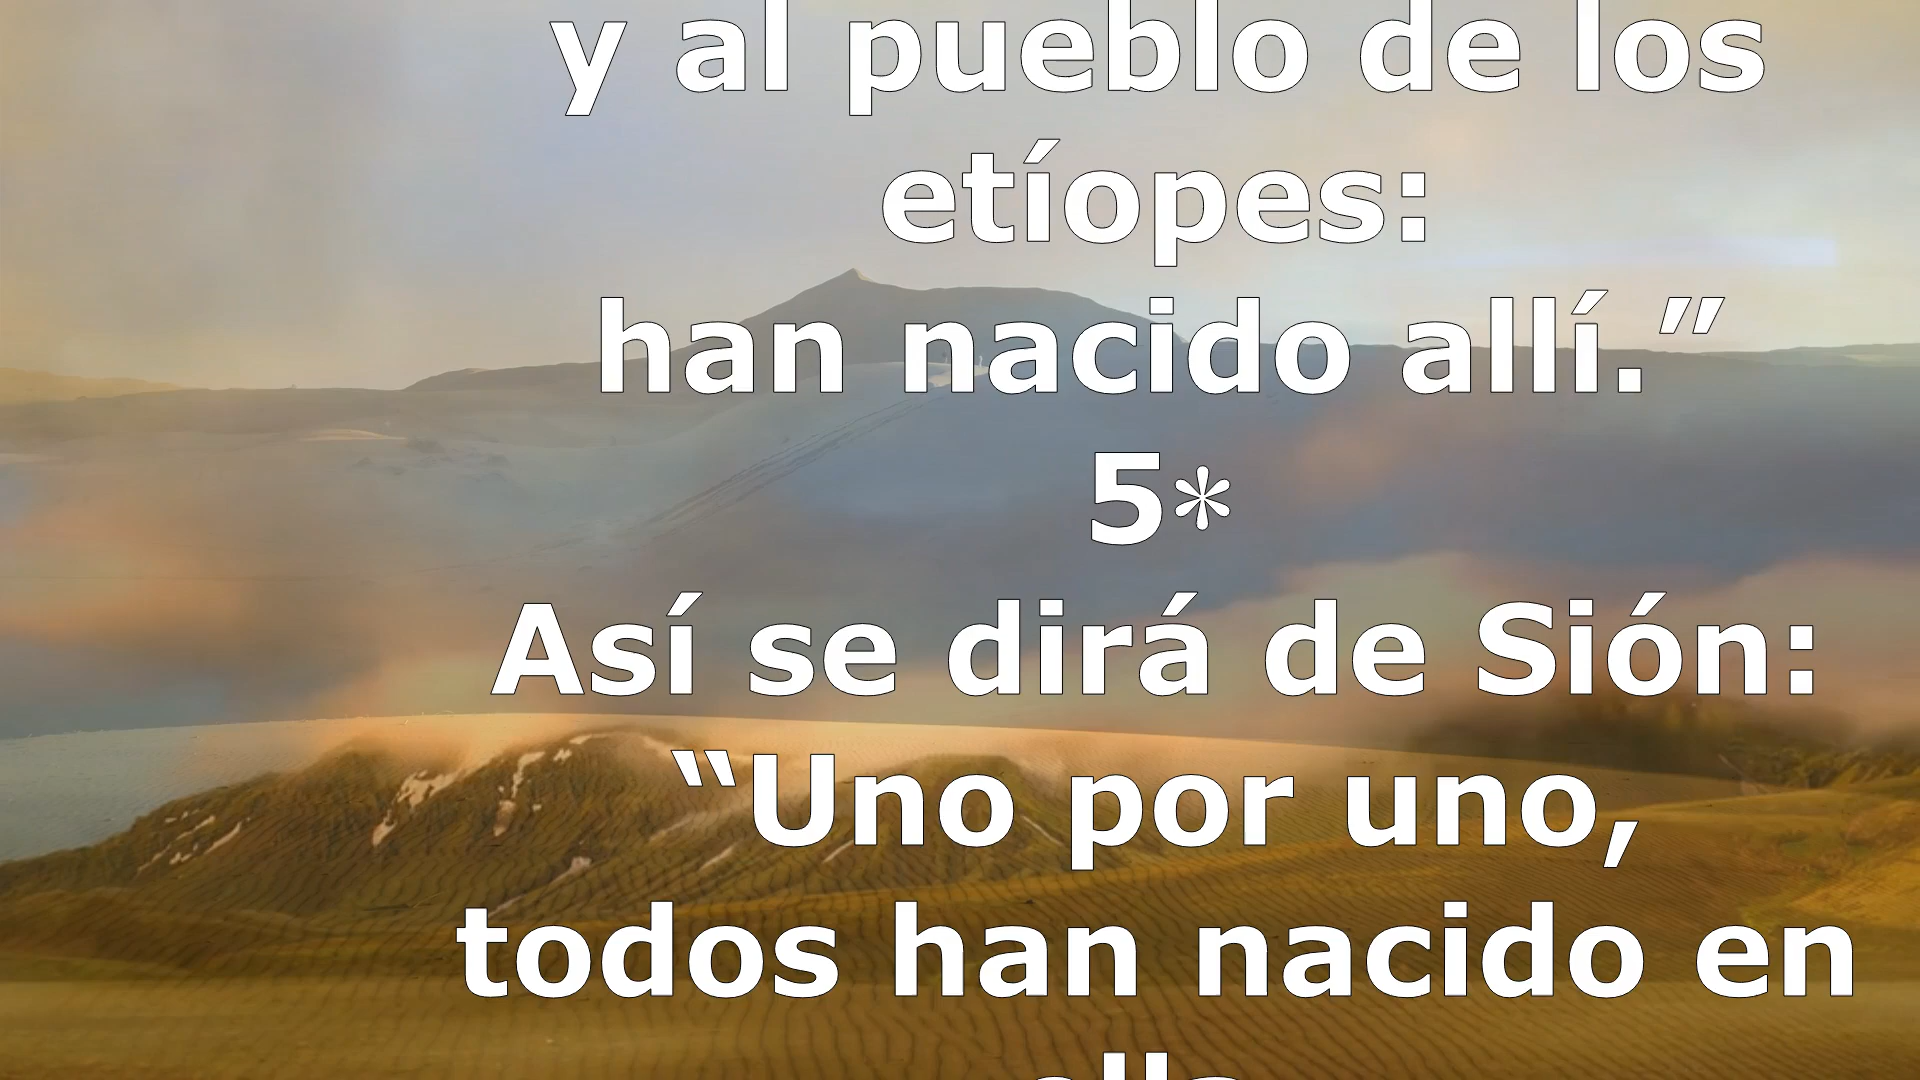 y al pueblo de los
etíopes:
han nacido allí.”
5*
Así se dirá de Sión:
“Uno por uno,
todos han nacido en